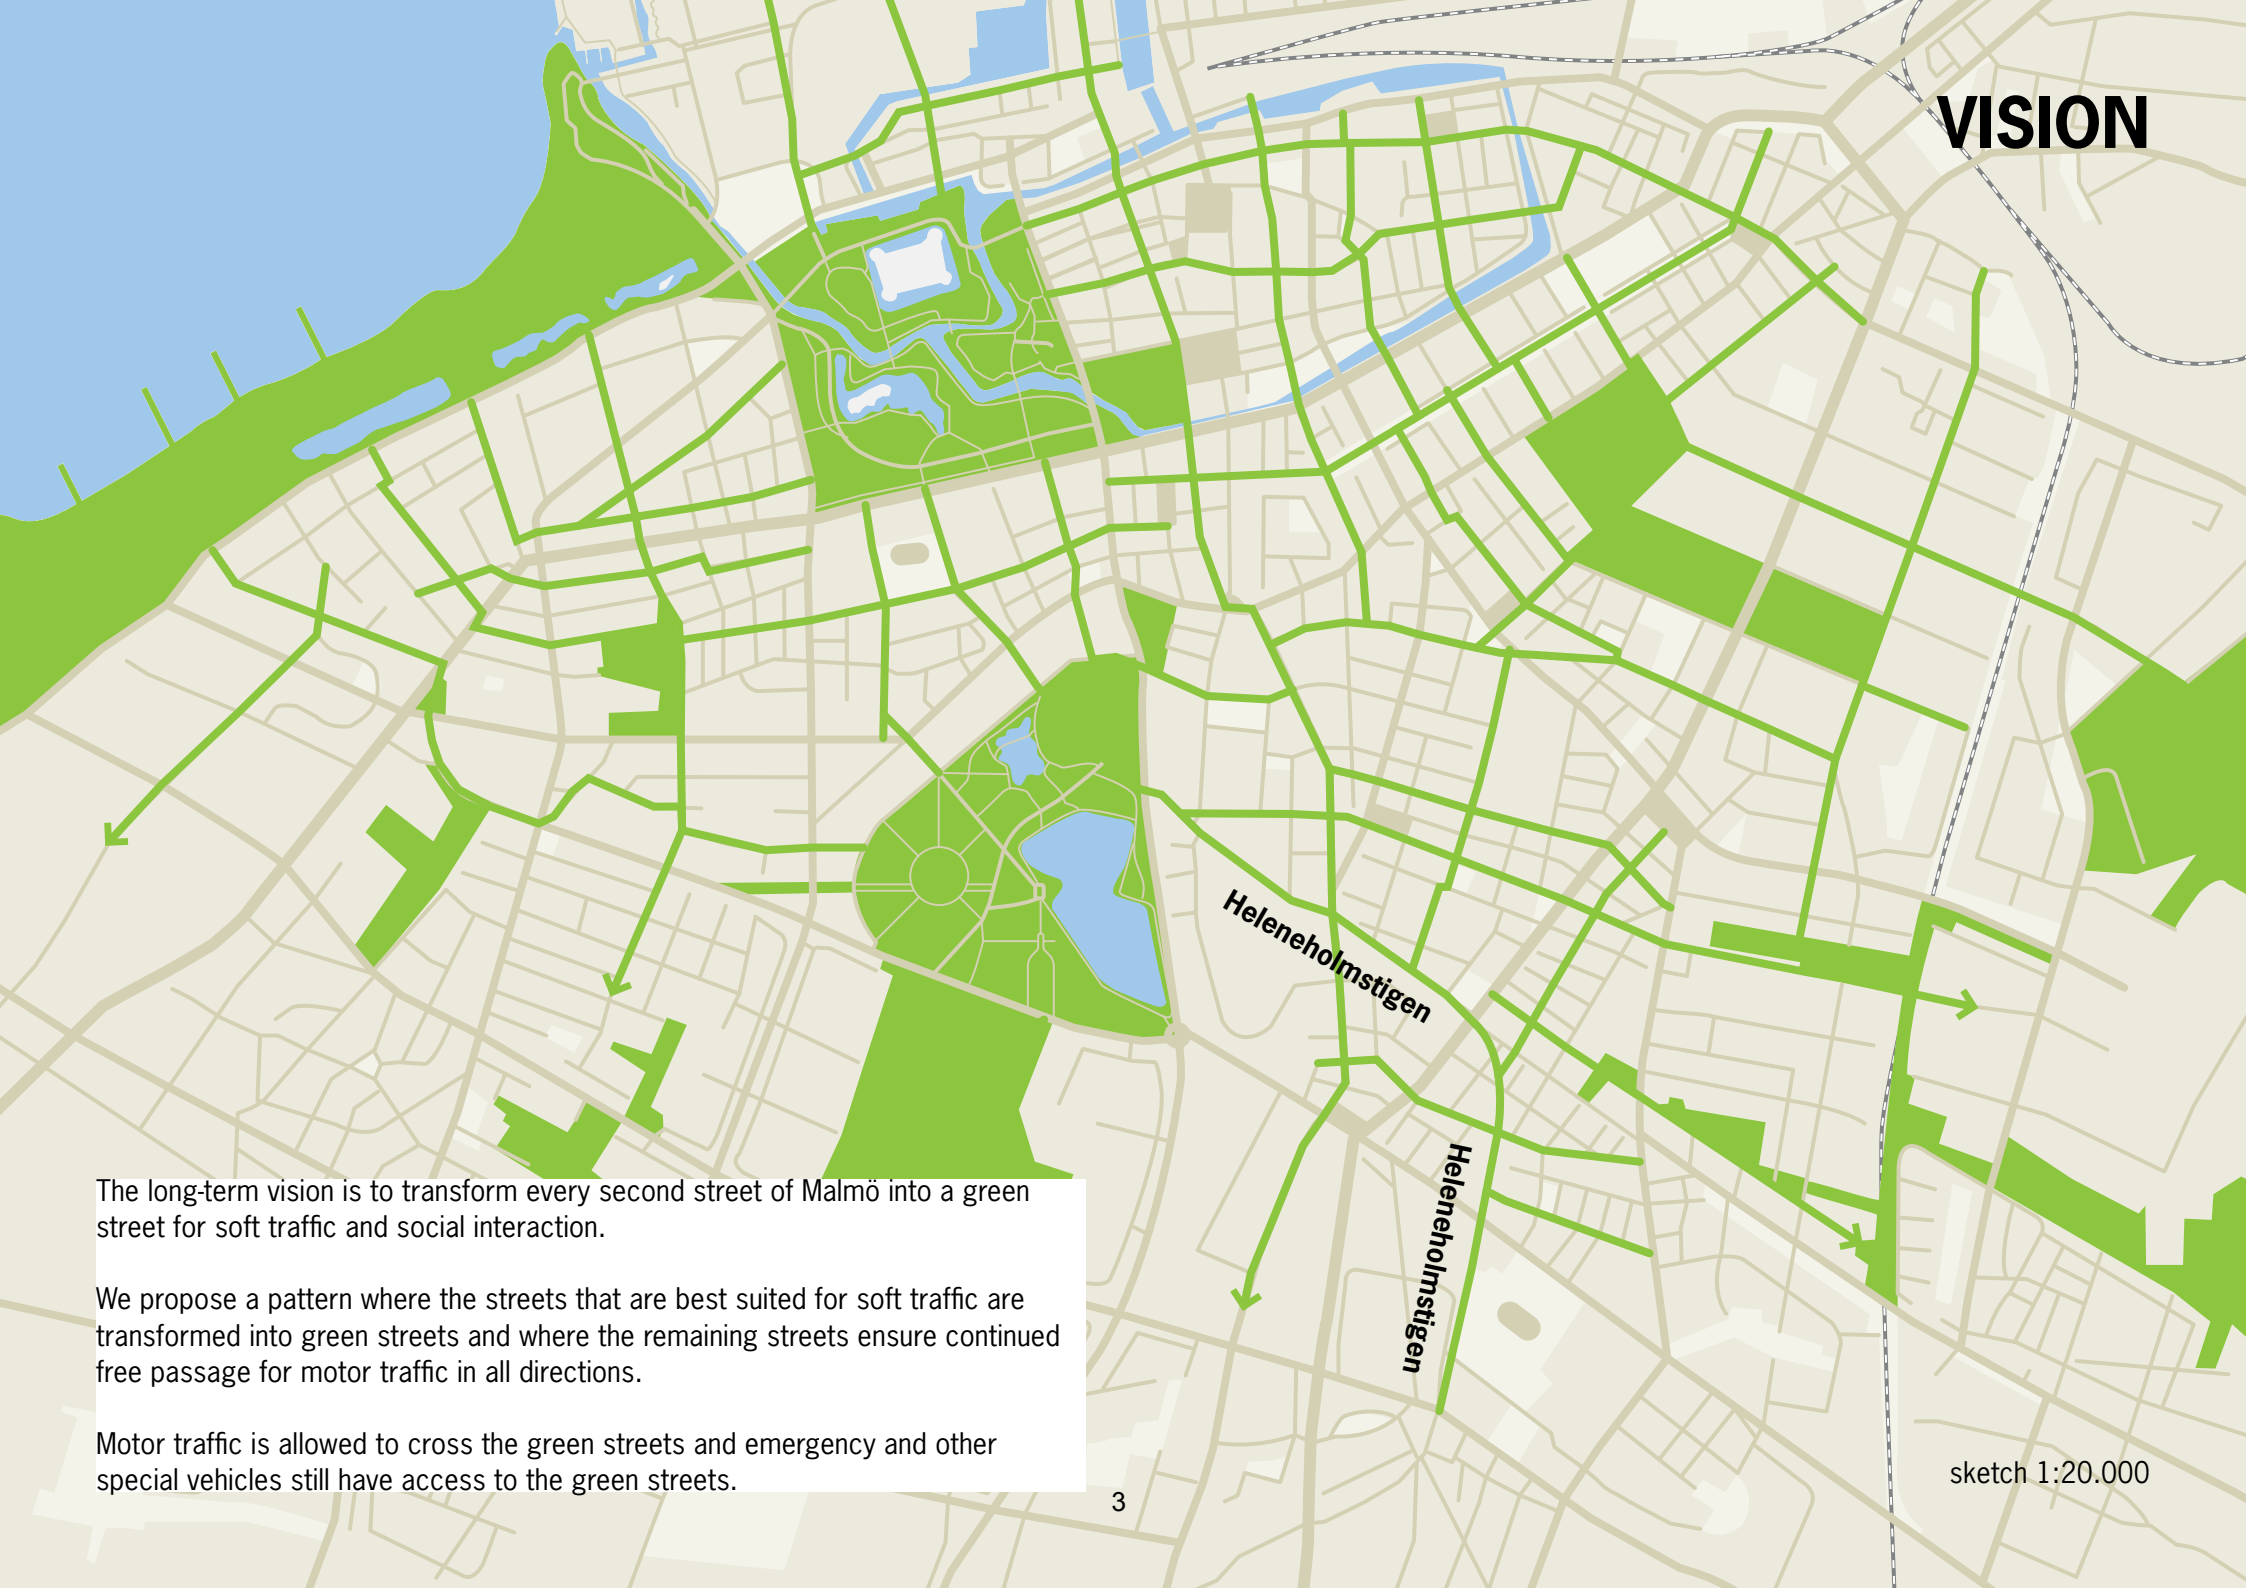 VISION
Heleneholmstigen
Heleneholmstigen
The long-term vision is to transform every second street of Malmö into a green
street for soft traffic and social interaction.
We propose a pattern where the streets that are best suited for soft traffic are
transformed into green streets and where the remaining streets ensure continued
free passage for motor traffic in all directions.
Motor traffic is allowed to cross the green streets and emergency and other
special vehicles still have access to the green streets.
sketch 1:20.000
3